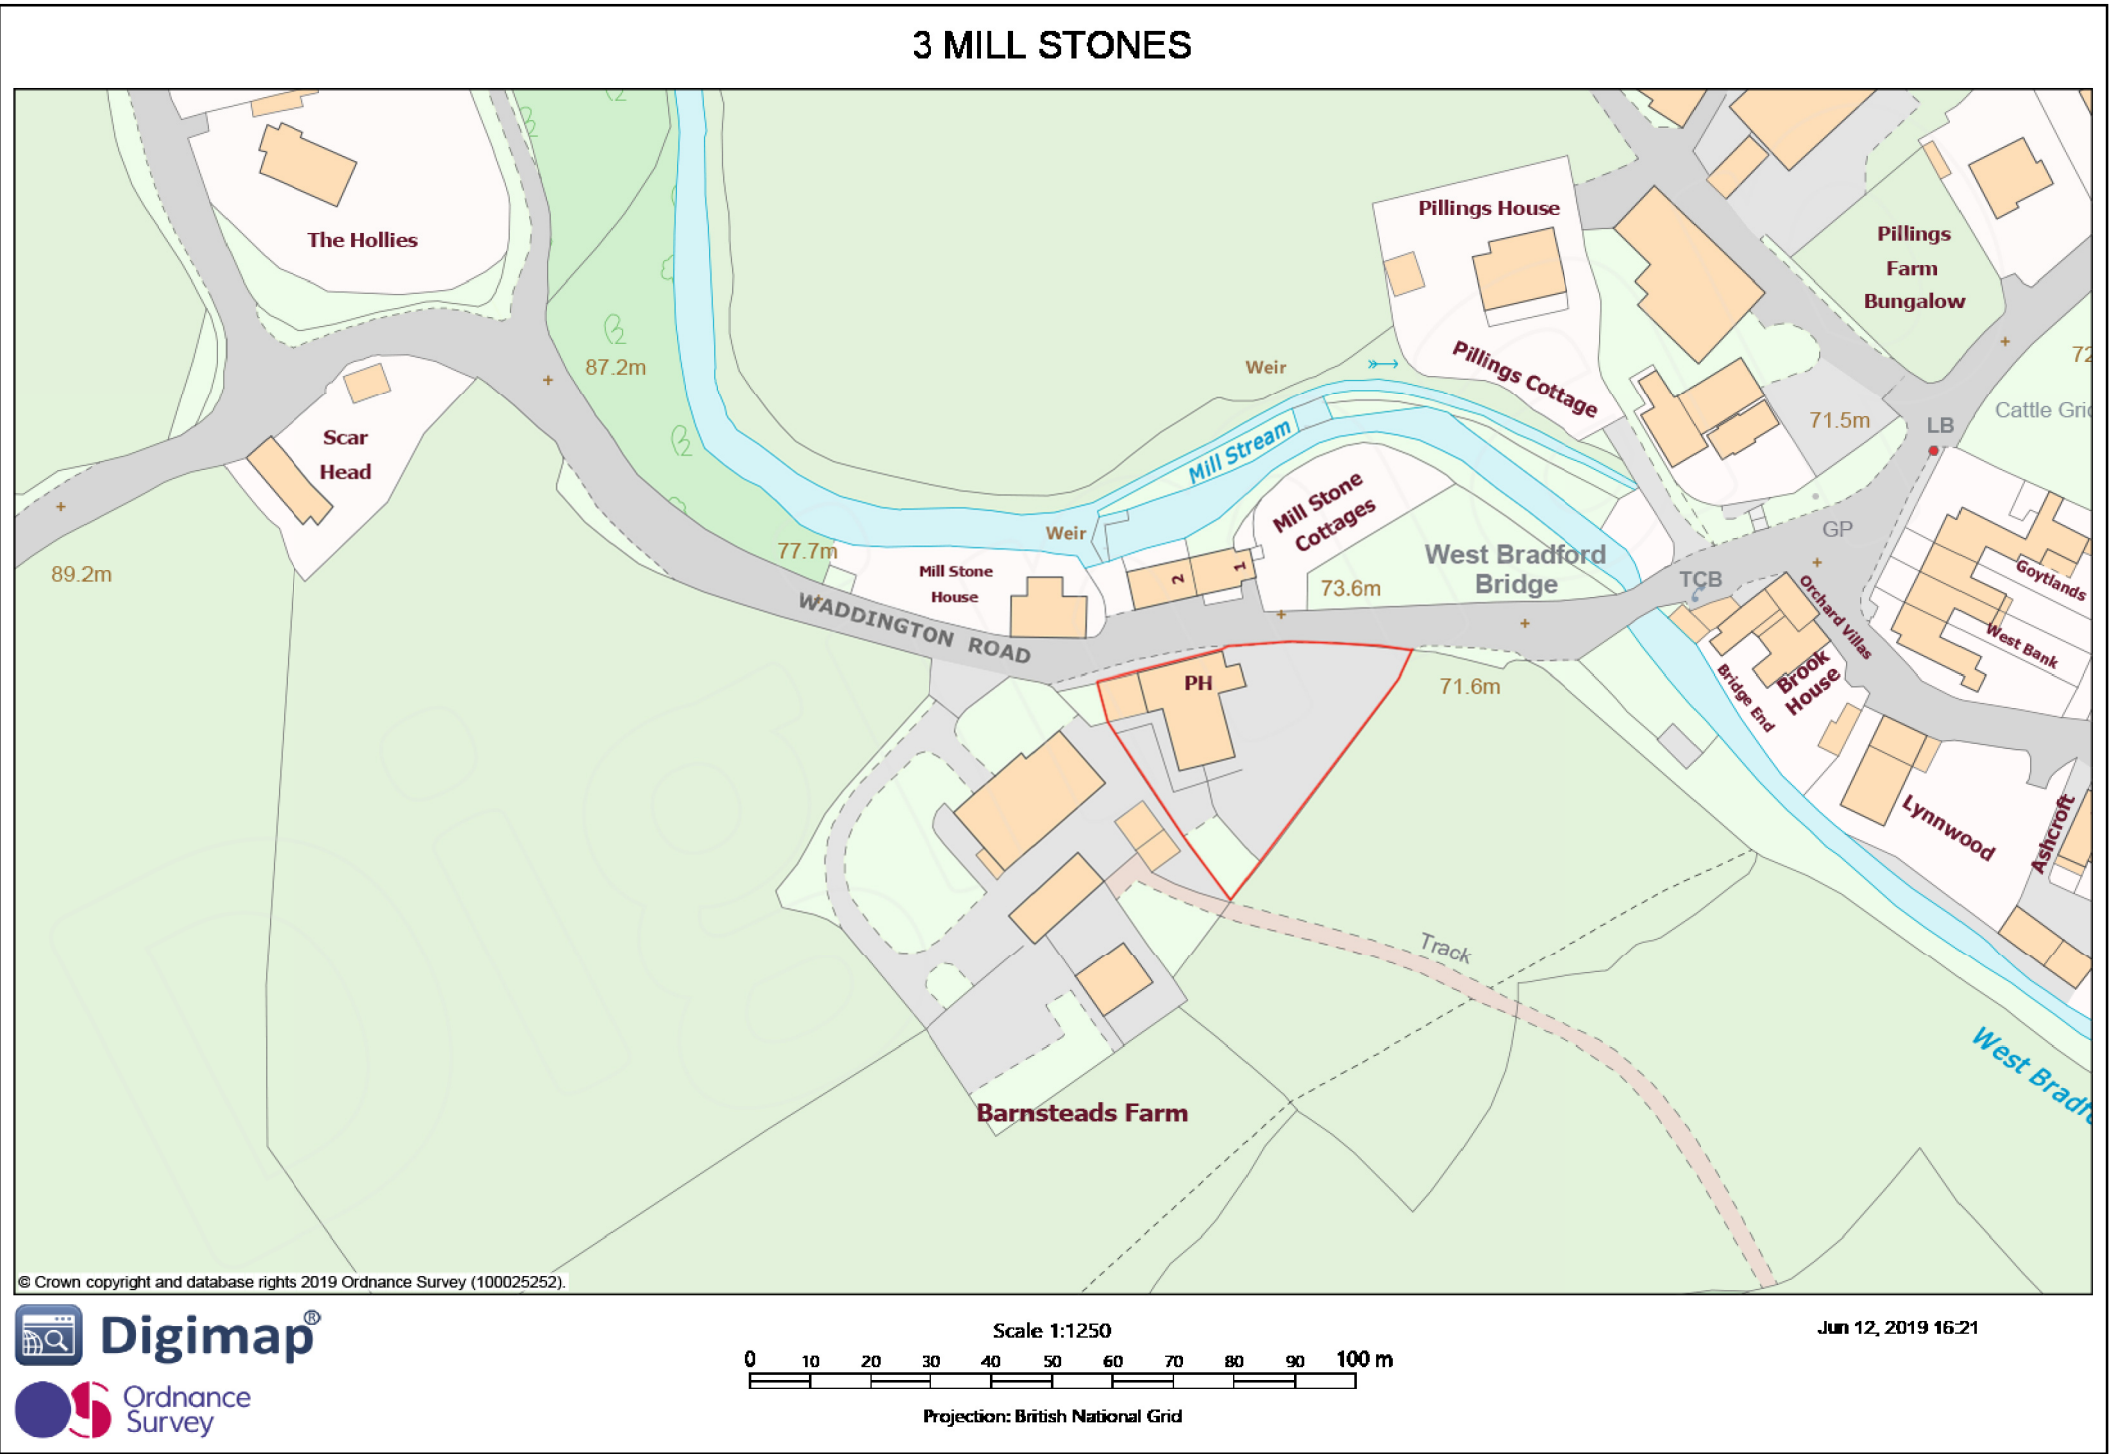 3 MILL STONES
The Hollies
Pillings House
Pillings
Farm
Bungalow
87.2m
Weir
Pillings Cottage
72
Cattle Gri
71.5m
LB
Scar
Head
Mill Stream
Mill Stone
Cottages
Weir
77.7m
89.2m
Mill Stone
House
2
1
73.6m
West Bradford
Bridge
GP
TCB
Goytlands
Orchard Villas
West Bank
WADDINGTON ROAD
PH
71.6m
Brook
House
Bridge End
Lynnwood
Ashcroft
Track
West Bradf
Barnsteads Farm
© Crown copyright and database rights 2019 Ordnance Survey (100025252).
Digimap®
Ordnance
Survey
Scale 1:1250
0 10 20 30 40 50 60 70 80 90 100 m
Projection: British National Grid
Jun 12, 2019 16:21